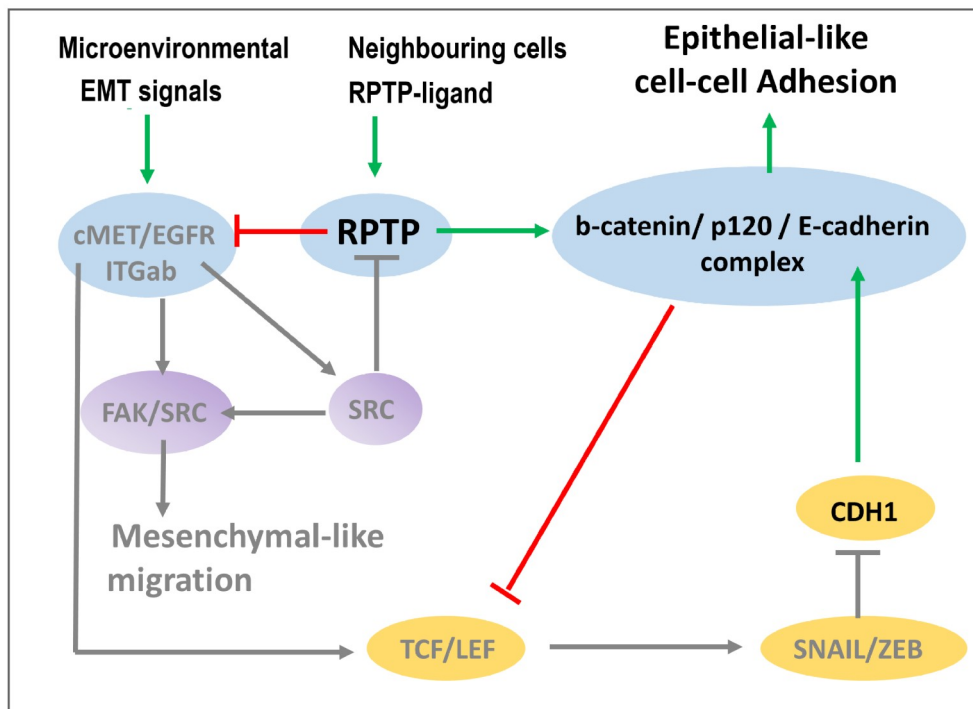 Microenvironmental
EMT signals
Neighbouring cells
RPTP-ligand
Epithelial-like
cell-cell Adhesion
cMET/EGFR
ITGab
RPTP
b-catenin/ p120 / E-cadherin
complex
FAK/SRC
SRC
Mesenchymal-like
migration
CDH1
TCF/LEF
SNAIL/ZEB